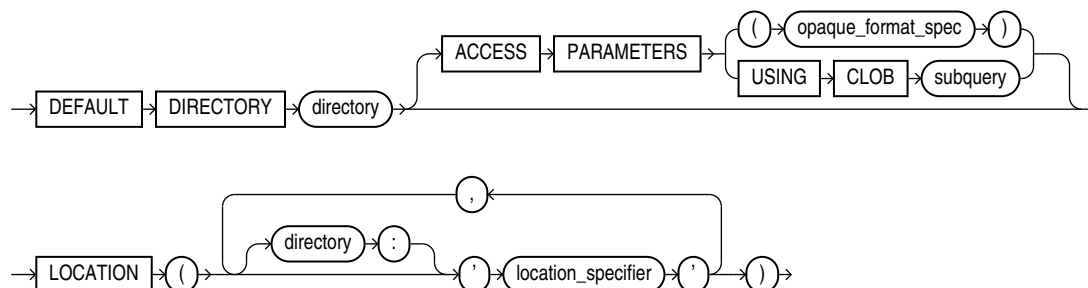 ( opaque_format_spec )
ACCESS PARAMETERS
USING CLOB subquery
DEFAULT DIRECTORY directory
,
directory :
LOCATION ( ' location_specifier ' )